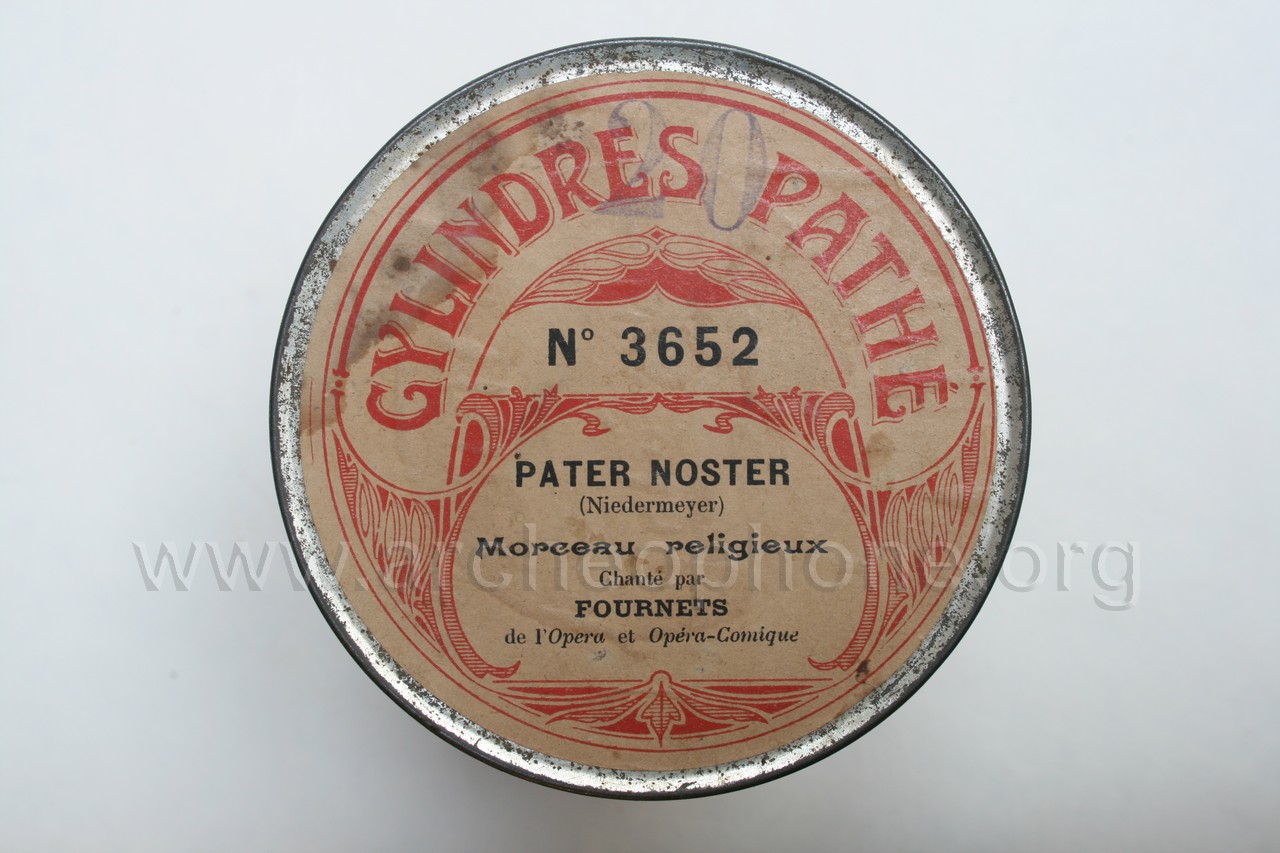 CYLINDRES PATHÉ
20
Nº 3652
PATER NOSTER
(Niedermeyer)
Morceau religieux
www.archeophone.org
Chanté par
FOURNETS
de l'Opera et Opéra-Comique